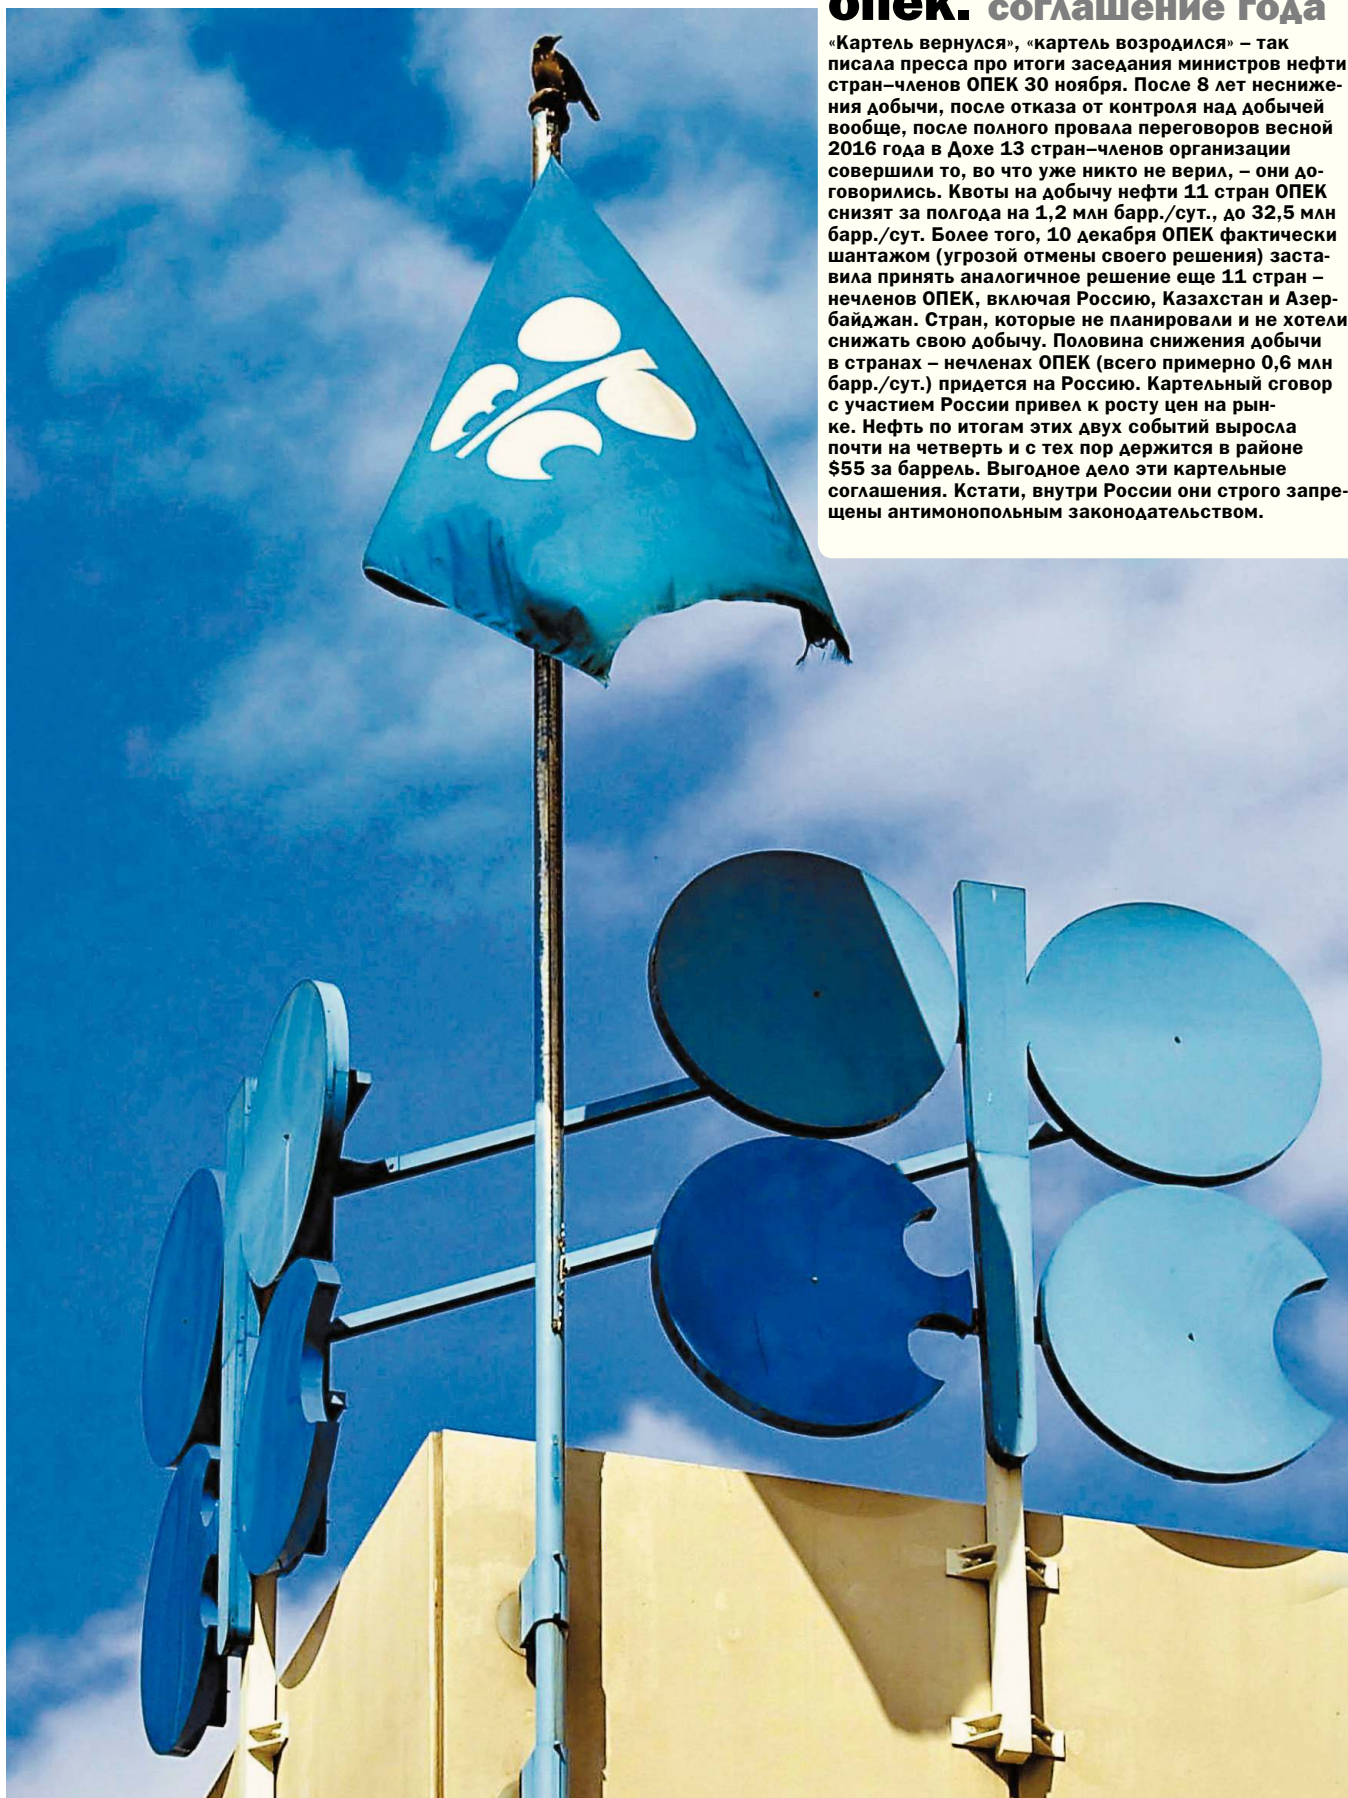 опек. соглашение года
«Картель вернулся», «картель возродился» – так
писала пресса про итоги заседания министров нефти
стран–членов ОПЕК 30 ноября. После 8 лет несниже-
ния добычи, после отказа от контроля над добычей
вообще, после полного провала переговоров весной
2016 года в Дохе 13 стран–членов организации
совершили то, во что уже никто не верил, – они до-
говорились. Квоты на добычу нефти 11 стран ОПЕК
снизят за полгода на 1,2 млн барр./сут., до 32,5 млн
барр./сут. Более того, 10 декабря ОПЕК фактически
шантажом (угрозой отмены своего решения) заста-
вила принять аналогичное решение еще 11 стран –
нечленов ОПЕК, включая Россию, Казахстан и Азер-
байджан. Стран, которые не планировали и не хотели
снижать свою добычу. Половина снижения добычи
в странах – нечленах ОПЕК (всего примерно 0,6 млн
барр./сут.) придется на Россию. Картельный сговор
с участием России привел к росту цен на рын-
ке. Нефть по итогам этих двух событий выросла
почти на четверть и с тех пор держится в районе
$55 за баррель. Выгодное дело эти картельные
соглашения. Кстати, внутри России они строго запре-
щены антимонопольным законодательством.